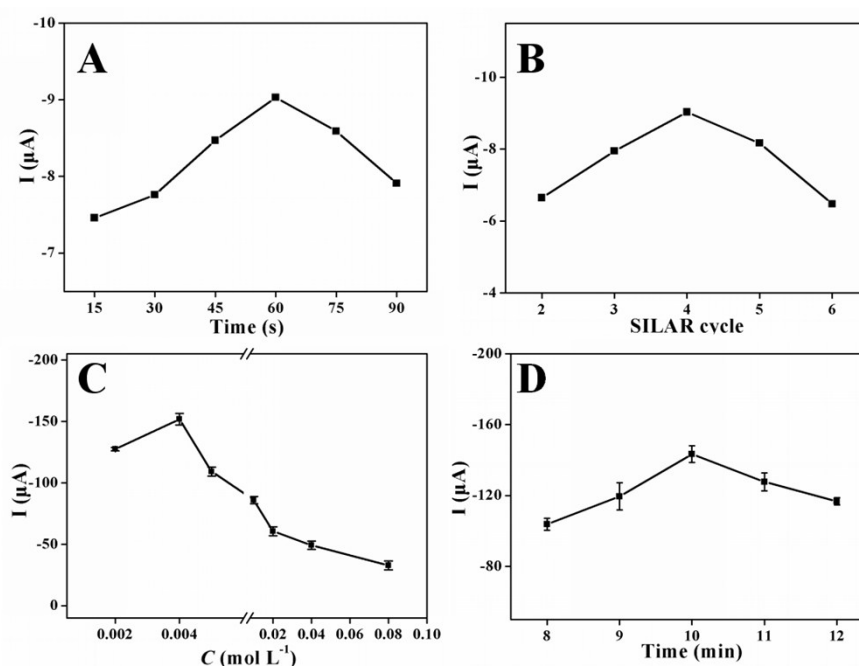 A
-10
-9
-8
-7
I (μA)
15 30 45 60 75 90
Time (s)
B
-10
-8
-6
-4
I (μA)
2 3 4 5 6
SILAR cycle
C
-200
-150
-100
-50
0
I (μA)
0.002 0.004 0.02 0.04 0.06 0.08 0.10
C (mol L⁻¹)
D
-200
-160
-120
-80
I (μA)
8 9 10 11 12
Time (min)